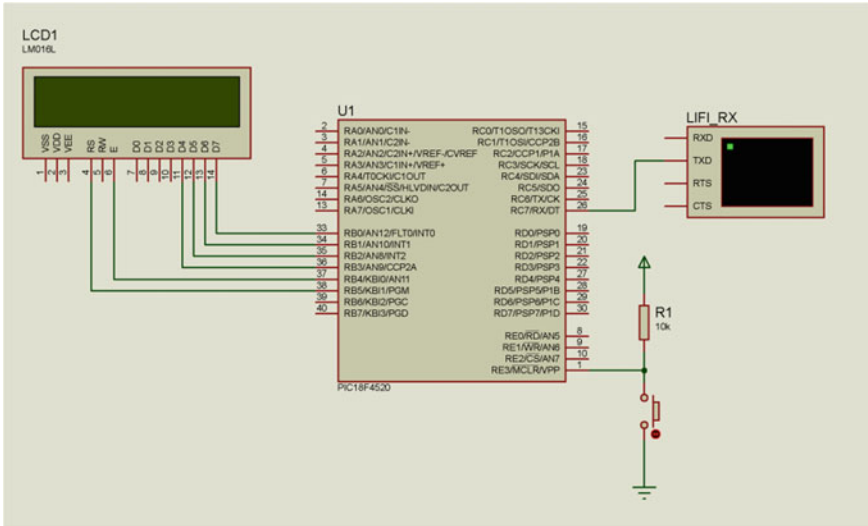 LCD1
LM016L
VSS VDD VEE RS RW E D0 D1 D2 D3 D4 D5 D6 D7
1 2 3 4 5 6 7 8 9 10 11 12 13 14
U1
2 RA0/AN0/C1IN- RC0/T1OSO/T13CKI 15
3 RA1/AN1/C2IN- RC1/T1OSI/CCP2B 16
4 RA2/AN2/C2IN+/VREF-/CVREF RC2/CCP1/P1A 17
5 RA3/AN3/C1IN+/VREF+ RC3/SCK/SCL 18
6 RA4/T0CKI/C1OUT RC4/SDI/SDA 23
7 RA5/AN4/SS/HLVDIN/C2OUT RC5/SDO 24
14 RA6/OSC2/CLKO RC6/TX/CK 25
13 RA7/OSC1/CLKI RC7/RX/DT 26
33 RB0/AN12/FLT0/INT0 RD0/PSP0 19
34 RB1/AN10/INT1 RD1/PSP1 20
35 RB2/AN8/INT2 RD2/PSP2 21
36 RB3/AN9/CCP2A RD3/PSP3 22
37 RB4/KBI0/AN11 RD4/PSP4 27
38 RB5/KBI1/PGM RD5/PSP5/P1B 28
39 RB6/KBI2/PGC RD6/PSP6/P1C 29
40 RB7/KBI3/PGD RD7/PSP7/P1D 30
RE0/RD/AN5 8
RE1/WR/AN6 9
RE2/CS/AN7 10
RE3/MCLR/VPP 1
PIC18F4520
LIFI_RX
RXD
TXD
RTS
CTS
R1
10k